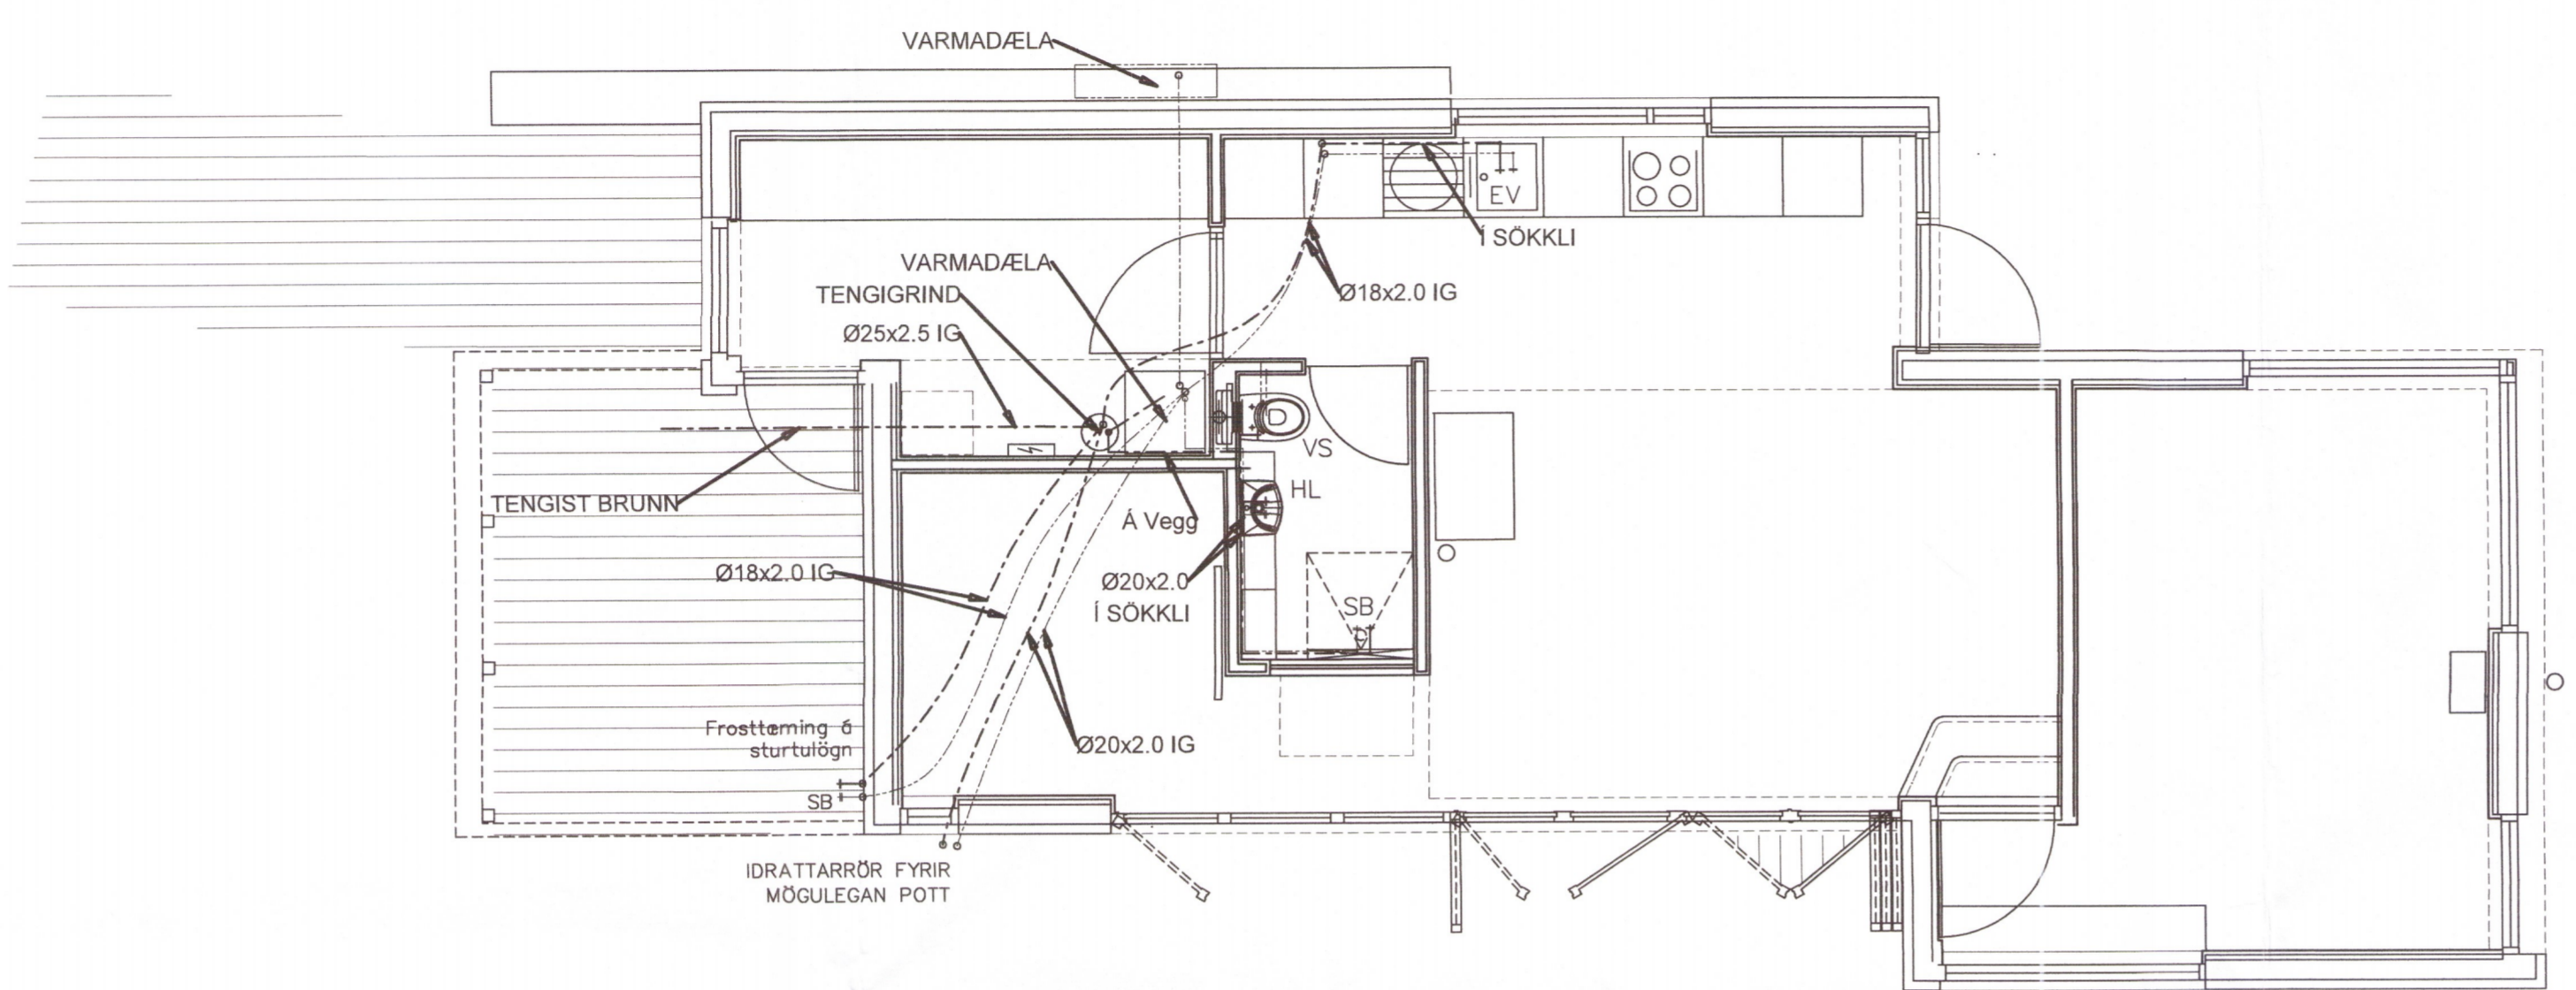 VARMADÆLA
EV
Í SÖKKLI
VARMADÆLA
TENGIGRIND
Ø18x2.0 IG
Ø25x2.5 IG
VS
HL
TENGIST BRUNN
Á Vegg
Ø18x2.0 IG
Ø20x2.0
Í SÖKKLI
SB
Frosttæming á
sturtulögn
Ø20x2.0 IG
SB
IDRATTARRÖR FYRIR
MÖGULEGAN POTT